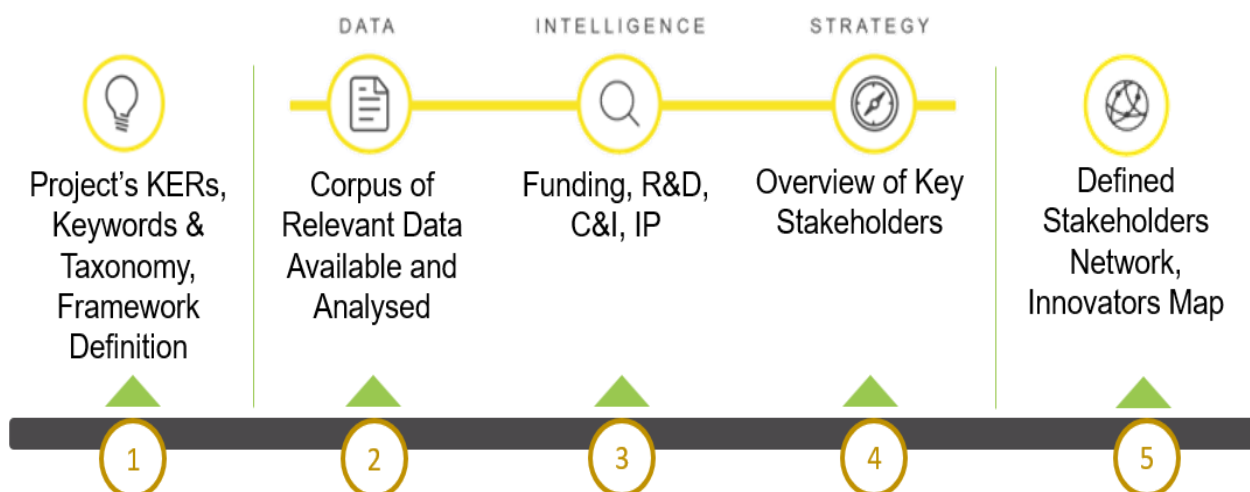 DATA
INTELLIGENCE
STRATEGY
Project's KERs,
Keywords &
Taxonomy,
Framework
Definition
Corpus of
Relevant Data
Available and
Analysed
Funding, R&D,
C&I, IP
Overview of Key
Stakeholders
Defined
Stakeholders
Network,
Innovators Map
1
2
3
4
5